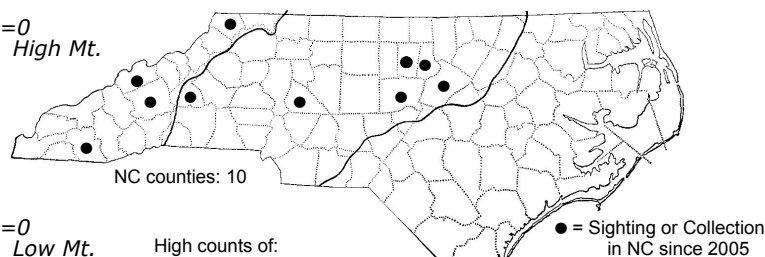 =0
High Mt.
NC counties: 10
=0
Low Mt.
High counts of:
● = Sighting or Collection
in NC since 2005